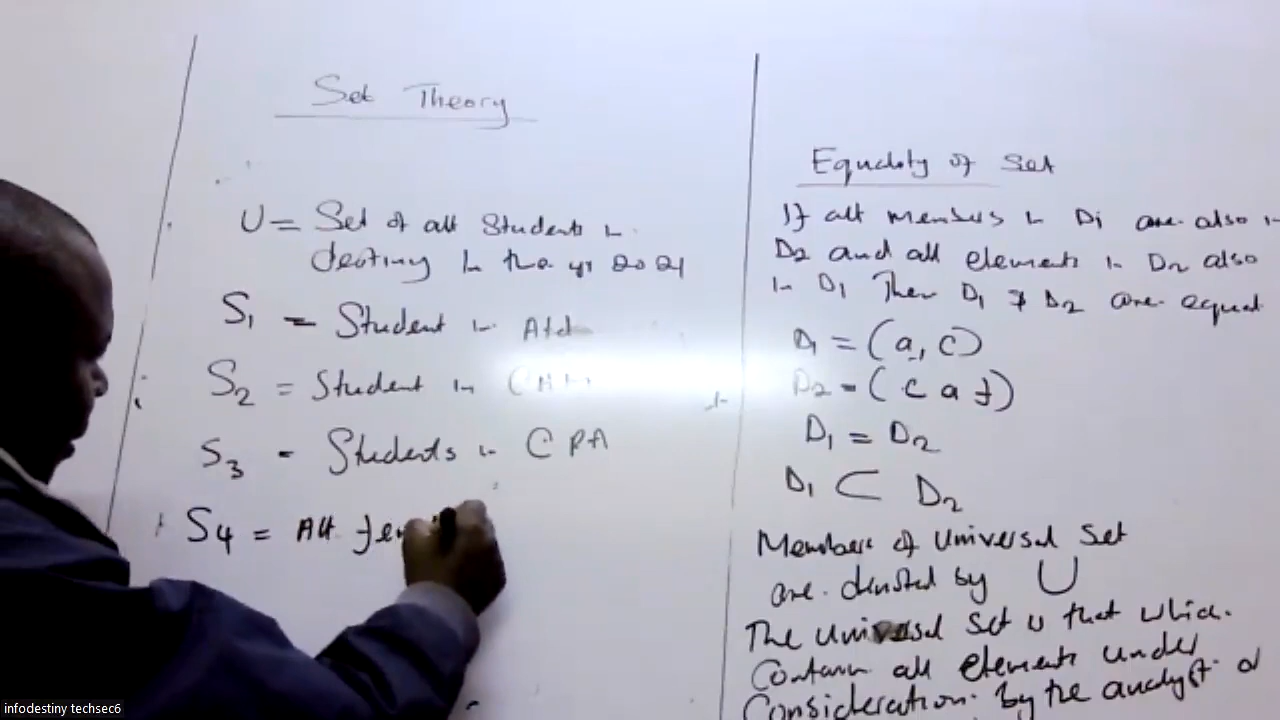 Set Theory
U = Set of all Students in
destiny in the yr 2021
S1 = Student in Atd
S2 = Student in
S3 - Students in CPA
S4 = All fe
Equality of Set
If all members in D1 are also in
D2 and all elements in D2 also
in D1 Then D1 & D2 are equal
D1 = (a, c)
D2 = (c a f)
D1 = D2
D1 ⊂ D2
Members of Universal Set
are denoted by U
The universal set is that which
Contain all elements under
Consideration by the analyst
infodestiny techsec6